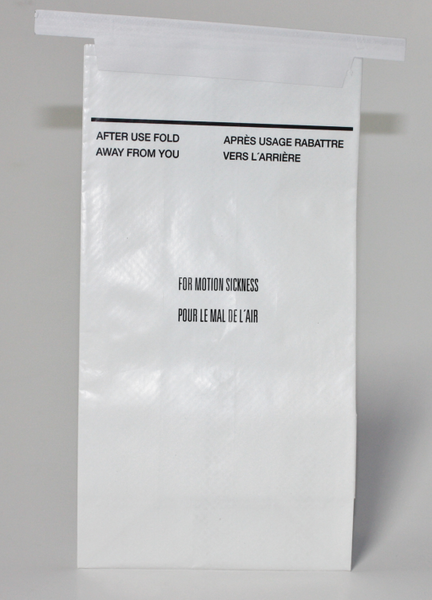 AFTER USE FOLD
AWAY FROM YOU
APRÈS USAGE RABATTRE
VERS L´ARRIÈRE
FOR MOTION SICKNESS
POUR LE MAL DE L´AIR